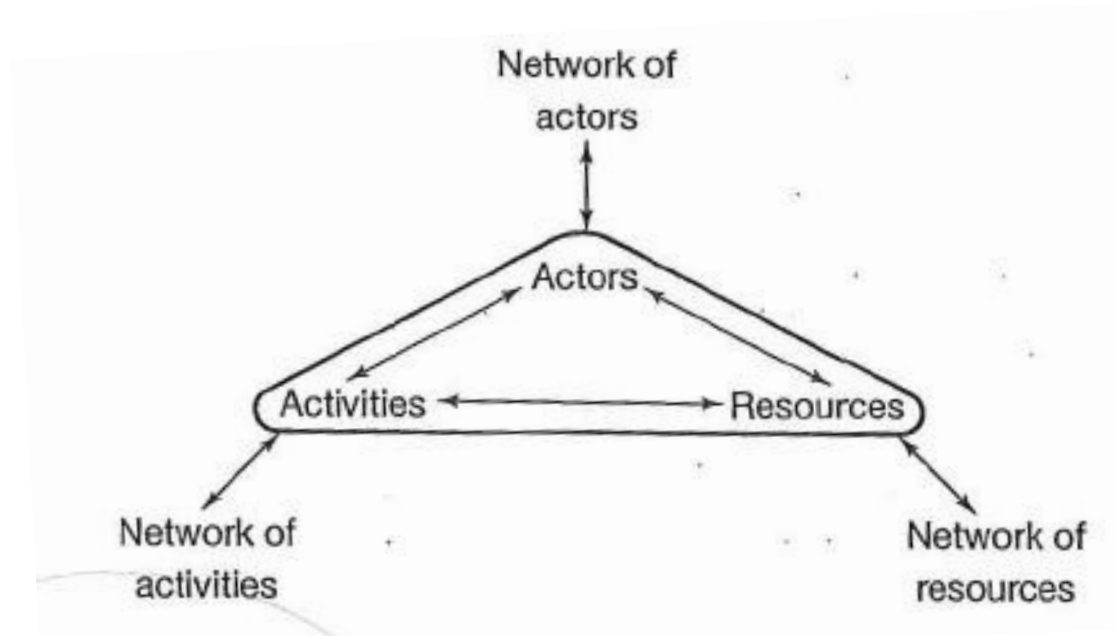 Network of
actors
Actors
Activities
Resources
Network of
activities
Network of
resources